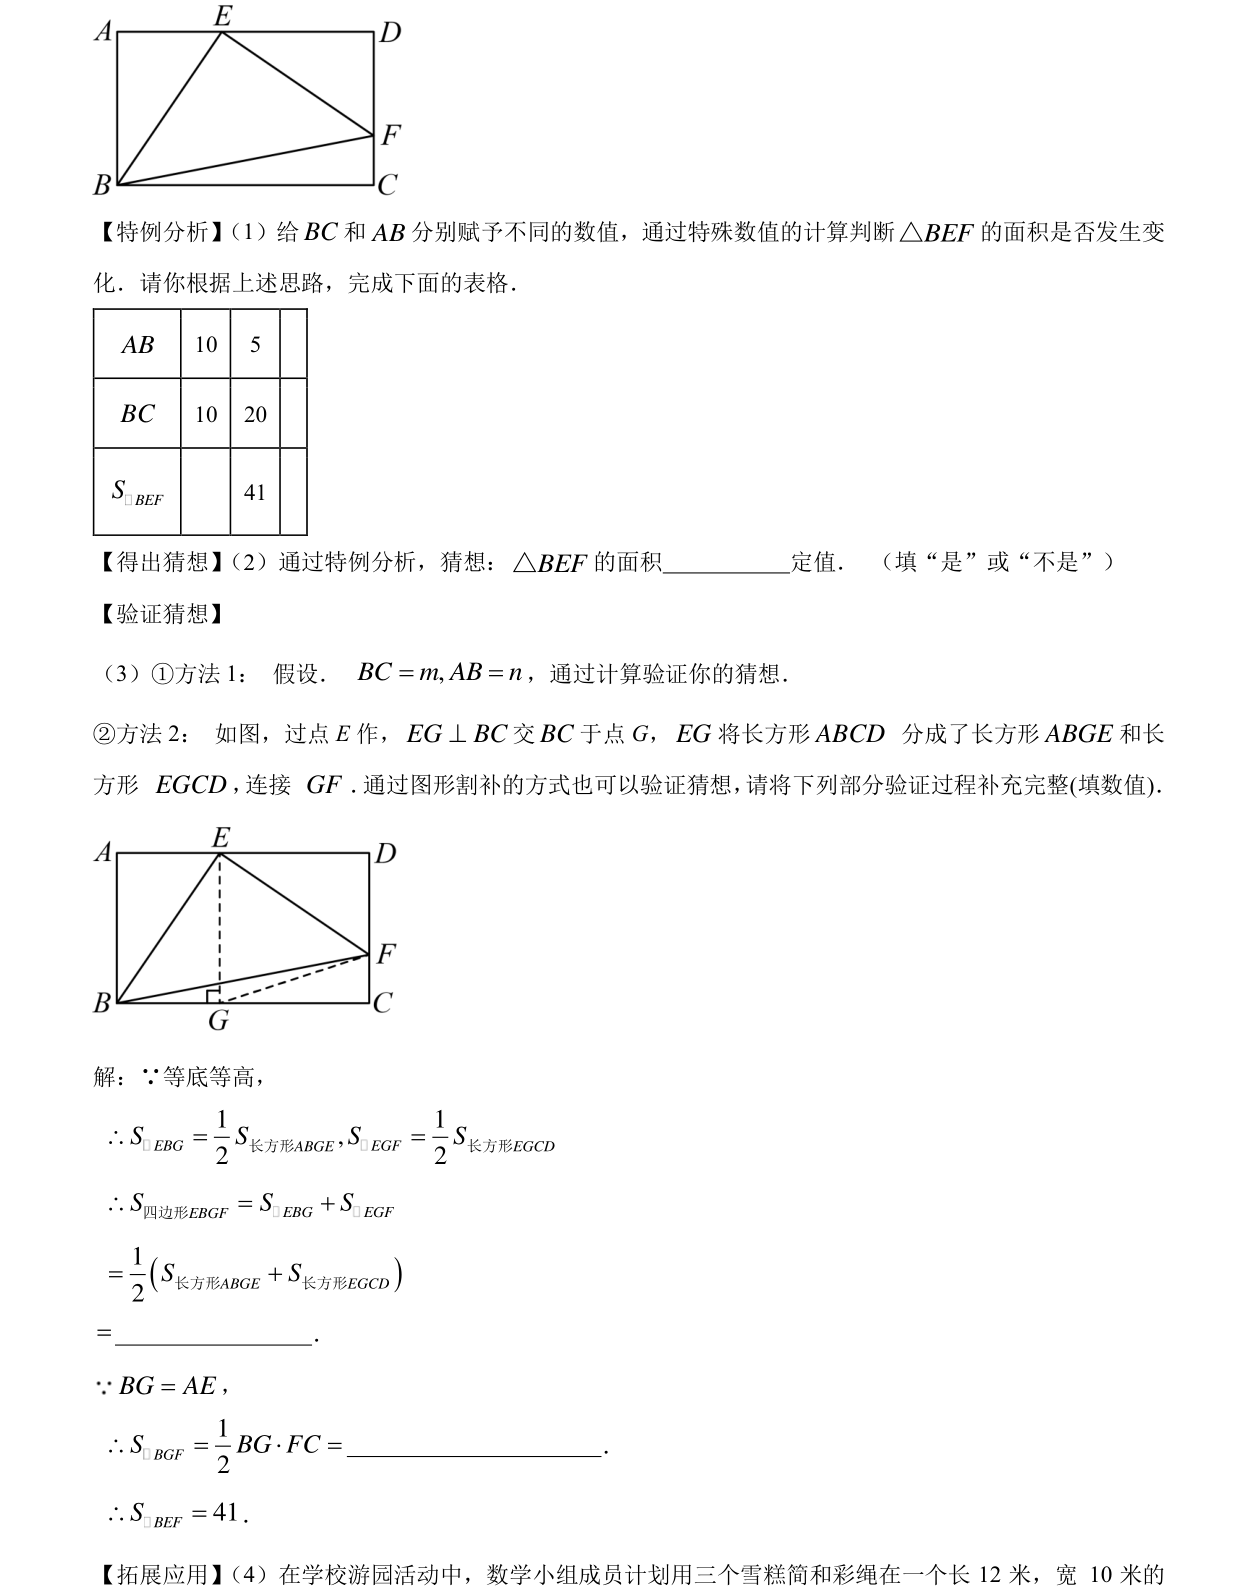 A E D
F
B C
【特例分析】（1）给 BC 和 AB 分别赋予不同的数值，通过特殊数值的计算判断△BEF 的面积是否发生变
化．请你根据上述思路，完成下面的表格．
AB 10 5
BC 10 20
S□BEF 41
【得出猜想】（2）通过特例分析，猜想：△BEF 的面积___________定值．　（填“是”或“不是”）
【验证猜想】
（3）①方法 1：　假设．　BC = m, AB = n，通过计算验证你的猜想．
②方法 2：　如图，过点 E 作，EG ⊥ BC 交 BC 于点 G，EG 将长方形 ABCD 分成了长方形 ABGE 和长
方形 EGCD，连接 GF．通过图形割补的方式也可以验证猜想，请将下列部分验证过程补充完整(填数值)．
A E D
F
B G C
解：∵等底等高，
∴S□EBG = 1/2 S长方形ABGE , S□EGF = 1/2 S长方形EGCD
∴S四边形EBGF = S□EBG + S□EGF
= 1/2 (S长方形ABGE + S长方形EGCD)
=_________________．
∵BG = AE，
∴S□BGF = 1/2 BG · FC =______________________．
∴S□BEF = 41．
【拓展应用】（4）在学校游园活动中，数学小组成员计划用三个雪糕筒和彩绳在一个长 12 米，宽 10 米的